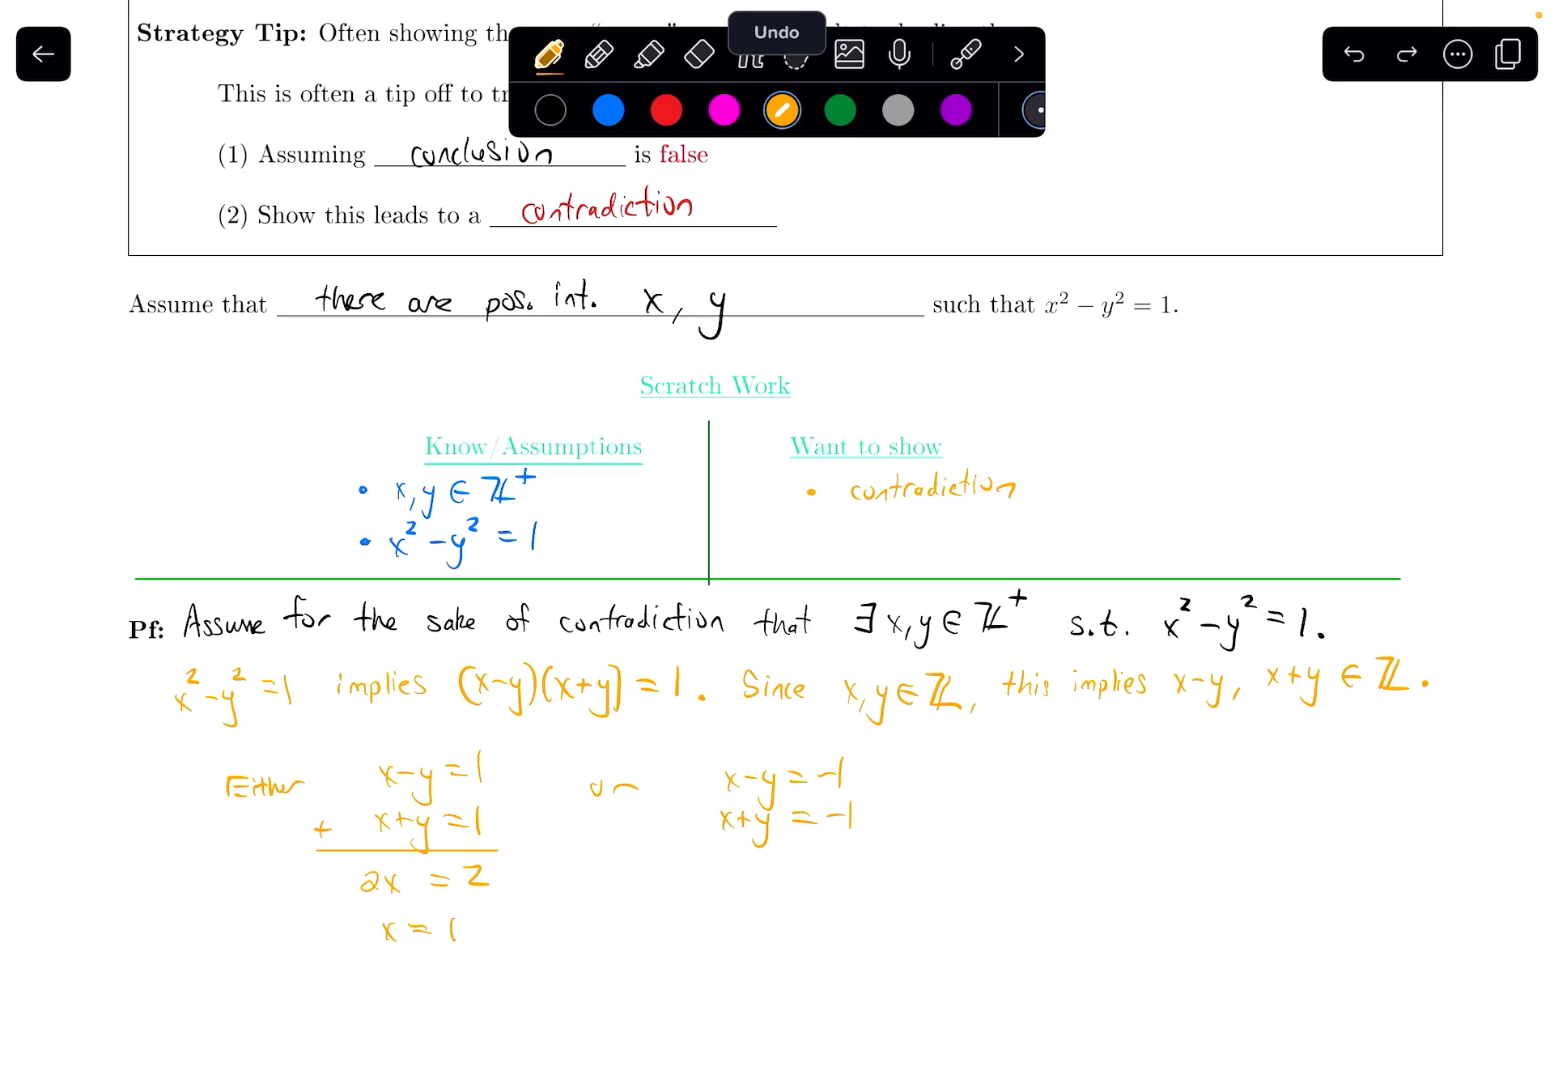 Strategy Tip: Often showing th
Undo
This is often a tip off to tr
(1) Assuming conclusion is false
(2) Show this leads to a contradiction
Assume that there are pos. int. x, y such that x² − y² = 1.
Scratch Work
Know/Assumptions
Want to show
• x, y ∈ ℤ⁺
• contradiction
• x² − y² = 1
Pf: Assume for the sake of contradiction that ∃ x, y ∈ ℤ⁺ s.t. x² − y² = 1.
x² − y² = 1 implies (x−y)(x+y) = 1. Since x, y ∈ ℤ, this implies x−y, x+y ∈ ℤ.
Either x−y = 1 or x−y = −1
+ x+y = 1 x+y = −1
2x = 2
x = 1